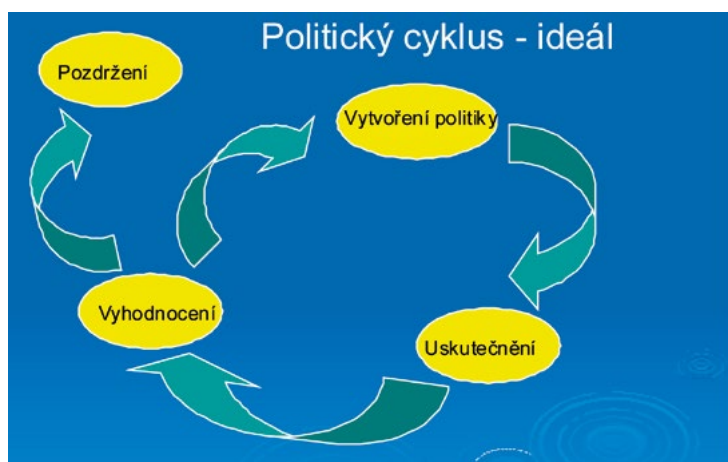 Politický cyklus - ideál
Pozdržení
Vytvoření politiky
Vyhodnocení
Uskutečnění